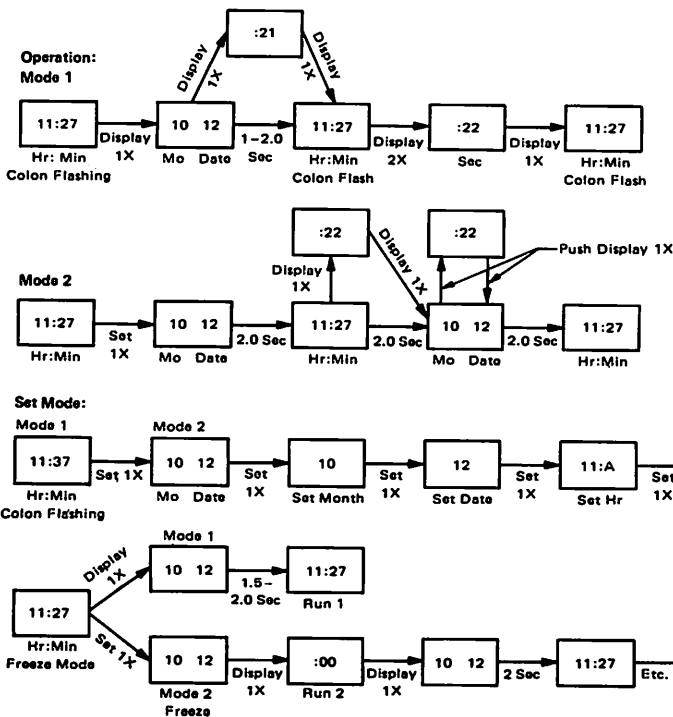 Operation:
Mode 1
:21
Display
1X
Display
1X
11:27
Display
1X
10 12
1–2.0
Sec
11:27
Display
2X
:22
Display
1X
11:27
Hr: Min
Colon Flashing
Mo Date
Hr:Min
Colon Flash
Sec
Hr:Min
Colon Flash
:22
:22
Display
1X
Display 1X
Push Display 1X
Mode 2
11:27
Set
1X
10 12
2.0 Sec
11:27
2.0 Sec
10 12
2.0 Sec
11:27
Hr:Min
Mo Date
Hr:Min
Mo Date
Hr:Min
Set Mode:
Mode 1
Mode 2
11:37
Set 1X
10 12
Set
1X
10
Set
1X
12
Set
1X
11:A
Set
1X
Hr:Min
Colon Flashing
Mo Date
Set Month
Set Date
Set Hr
Mode 1
Display
1X
10 12
1.5–
2.0 Sec
11:27
Run 1
11:27
Hr:Min
Freeze Mode
Set 1X
10 12
Display
1X
:00
Display
1X
10 12
2 Sec
11:27
Etc.
Mode 2
Freeze
Run 2